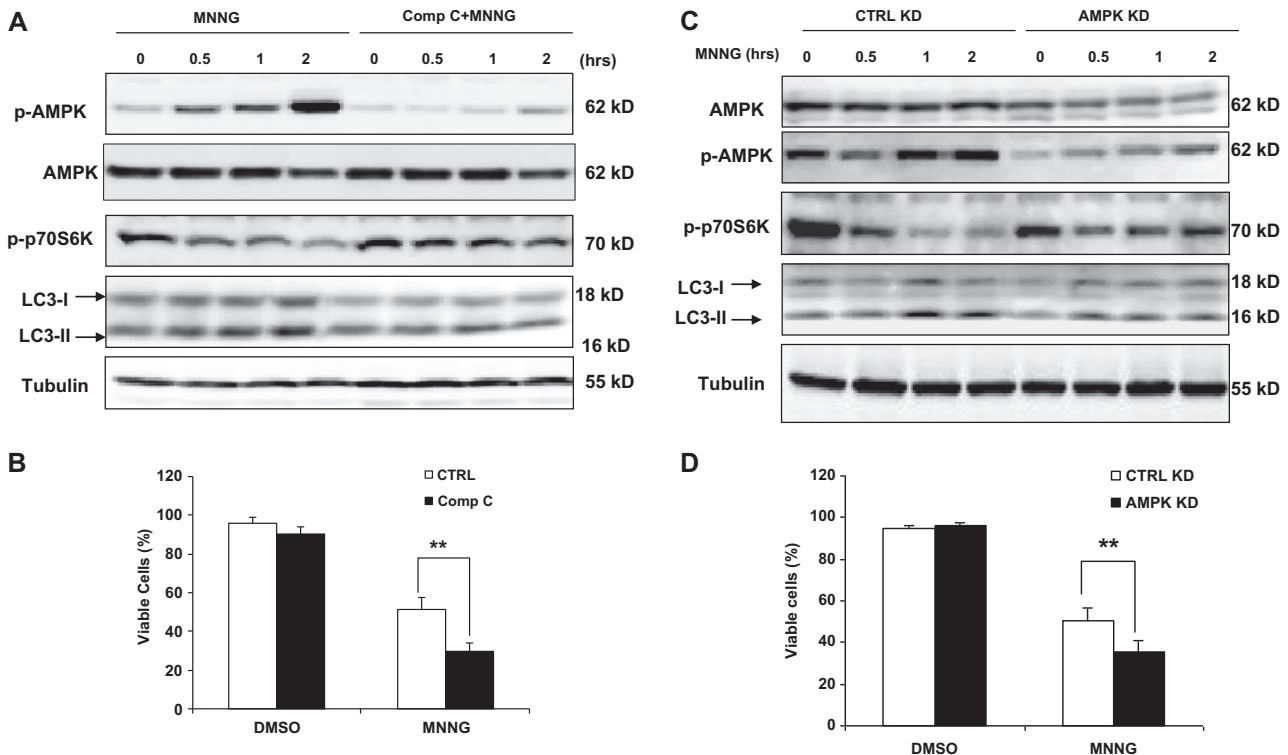 A
MNNG Comp C+MNNG
0 0.5 1 2 0 0.5 1 2 (hrs)
p-AMPK 62 kD
AMPK 62 kD
p-p70S6K 70 kD
LC3-I 18 kD
LC3-II 16 kD
Tubulin 55 kD
B
120
100
80
60
40
20
0
Viable Cells (%)
CTRL
Comp C
**
DMSO MNNG
C
CTRL KD AMPK KD
MNNG (hrs) 0 0.5 1 2 0 0.5 1 2
AMPK 62 kD
p-AMPK 62 kD
p-p70S6K 70 kD
LC3-I 18 kD
LC3-II 16 kD
Tubulin 55 kD
D
120
100
80
60
40
20
0
Viable cells (%)
CTRL KD
AMPK KD
**
DMSO MNNG